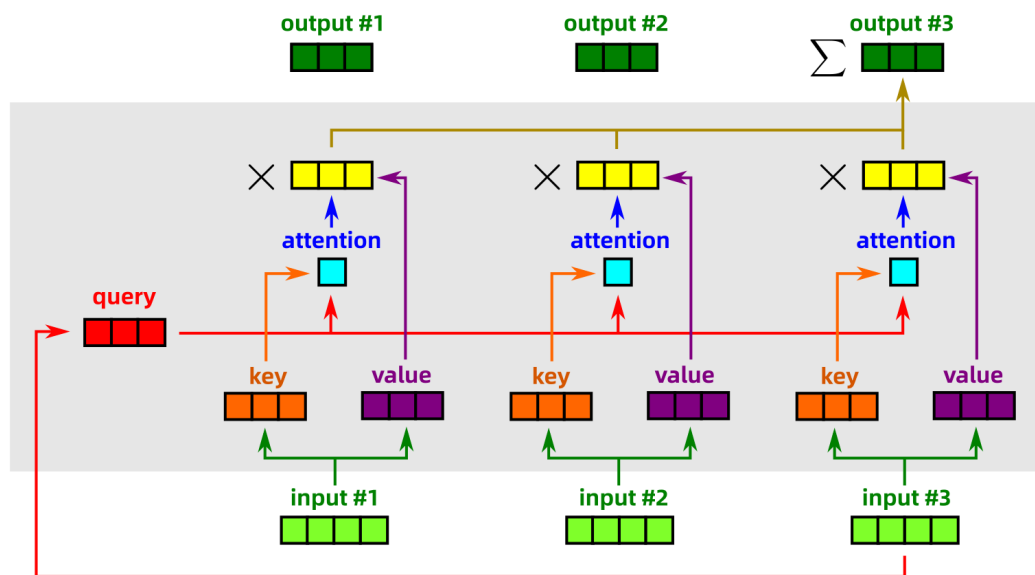 output #1
output #2
output #3
∑
×
×
×
attention
attention
attention
query
key
value
key
value
key
value
input #1
input #2
input #3